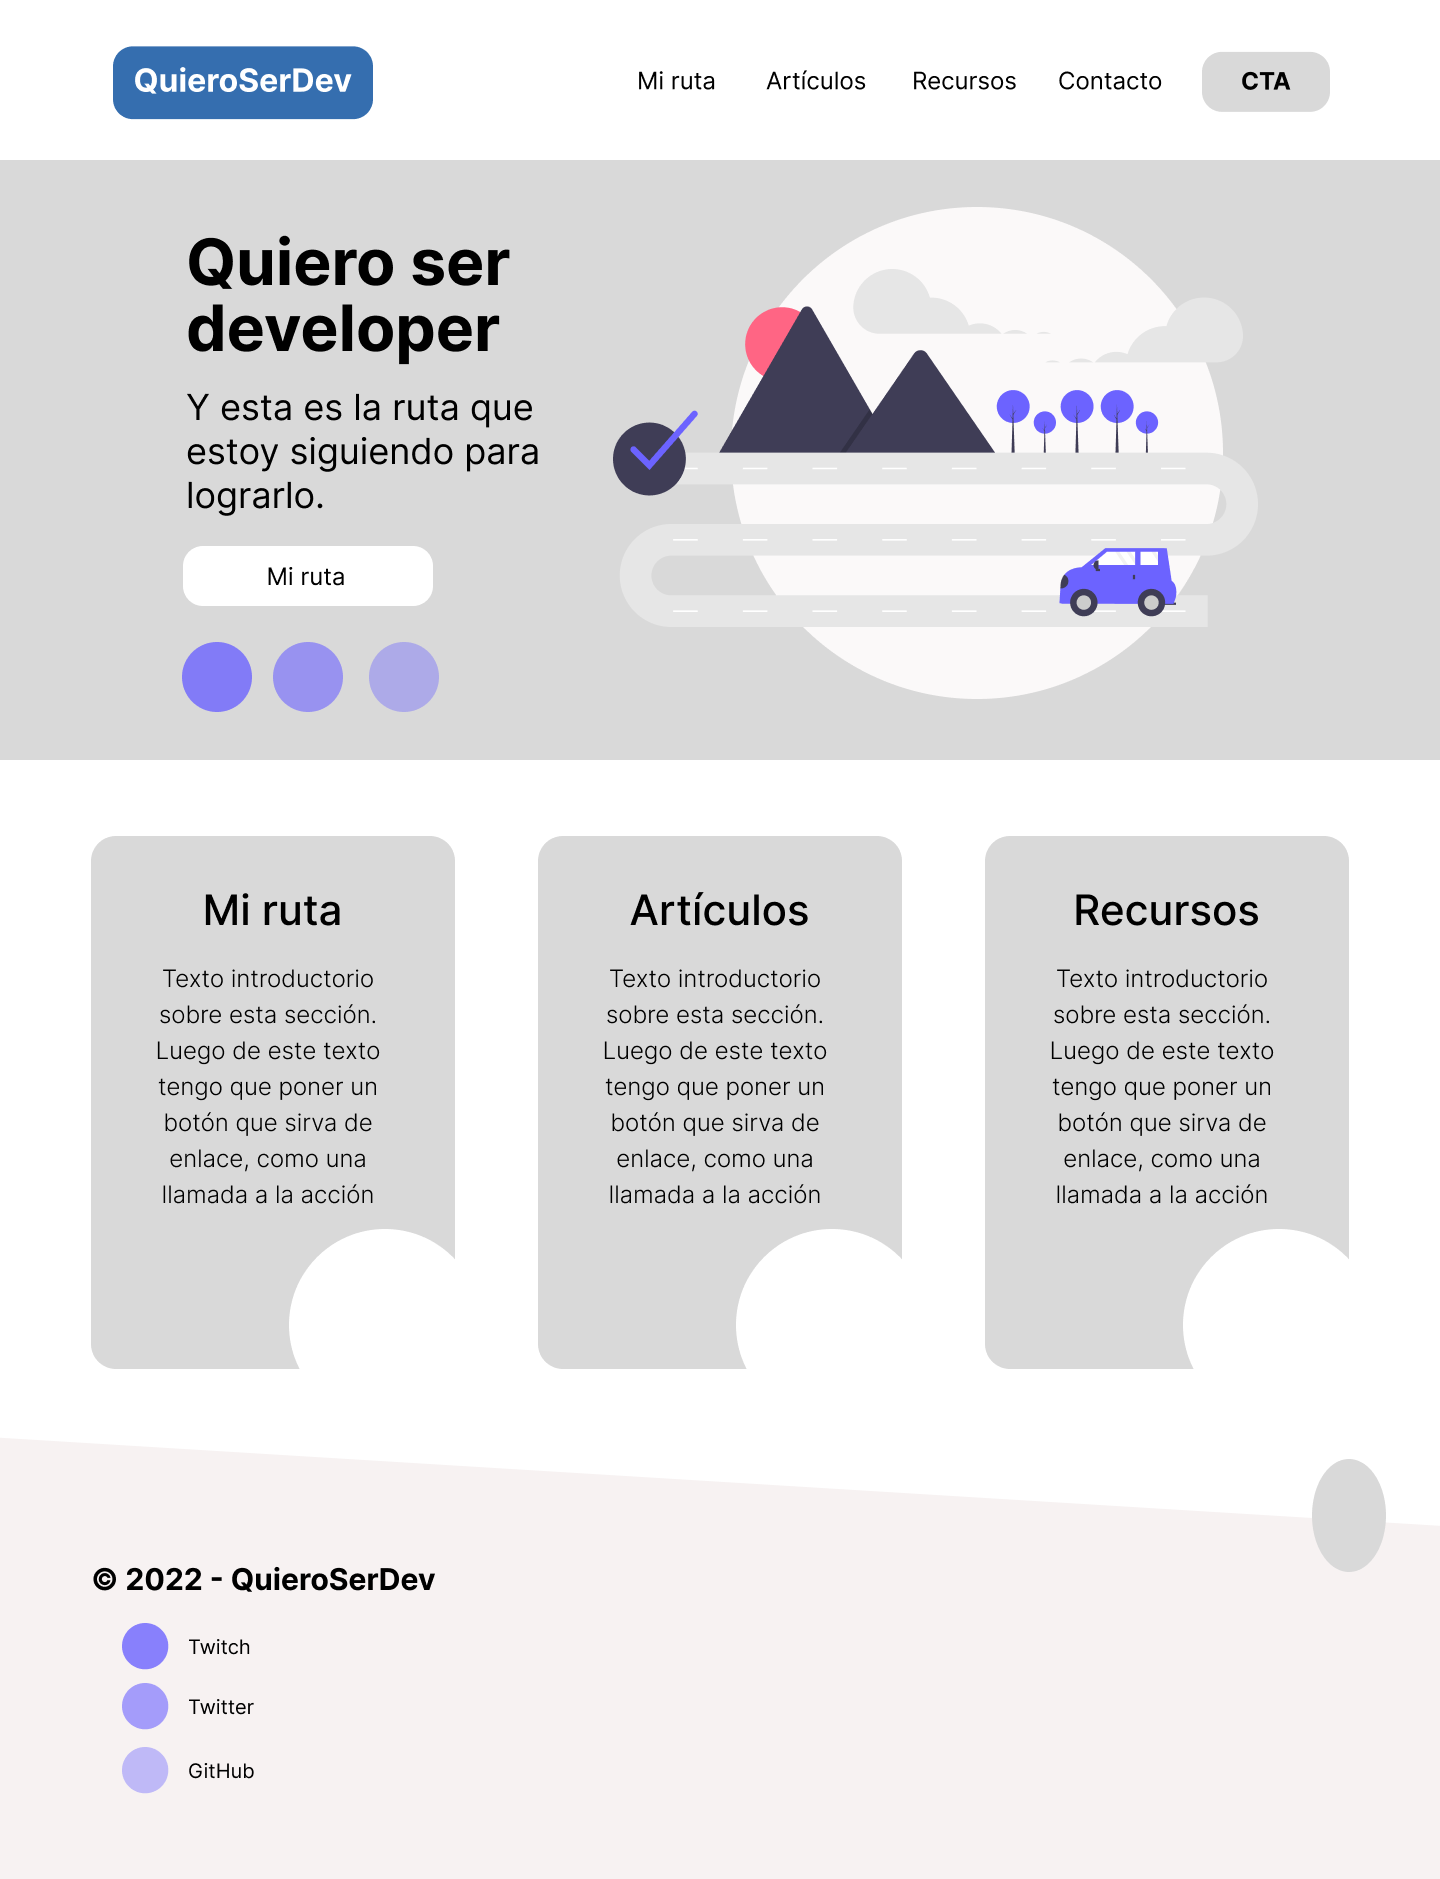 QuieroSerDev
Mi ruta
Artículos
Recursos
Contacto
CTA
Quiero ser
developer
Y esta es la ruta que
estoy siguiendo para
lograrlo.
Mi ruta
Mi ruta
Texto introductorio
sobre esta sección.
Luego de este texto
tengo que poner un
botón que sirva de
enlace, como una
llamada a la acción
Artículos
Texto introductorio
sobre esta sección.
Luego de este texto
tengo que poner un
botón que sirva de
enlace, como una
llamada a la acción
Recursos
Texto introductorio
sobre esta sección.
Luego de este texto
tengo que poner un
botón que sirva de
enlace, como una
llamada a la acción
© 2022 - QuieroSerDev
Twitch
Twitter
GitHub